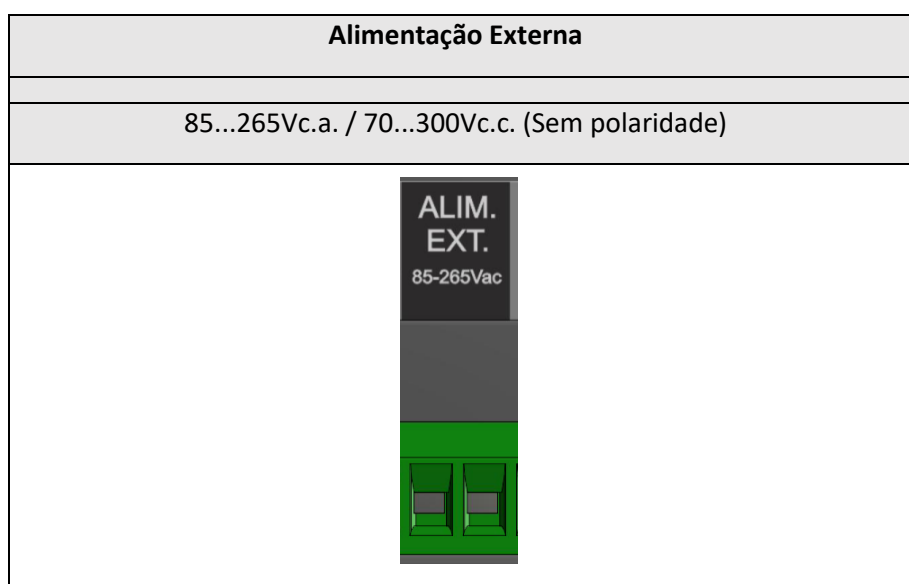 Alimentação Externa
85...265Vc.a. / 70...300Vc.c. (Sem polaridade)
ALIM.
EXT.
85-265Vac